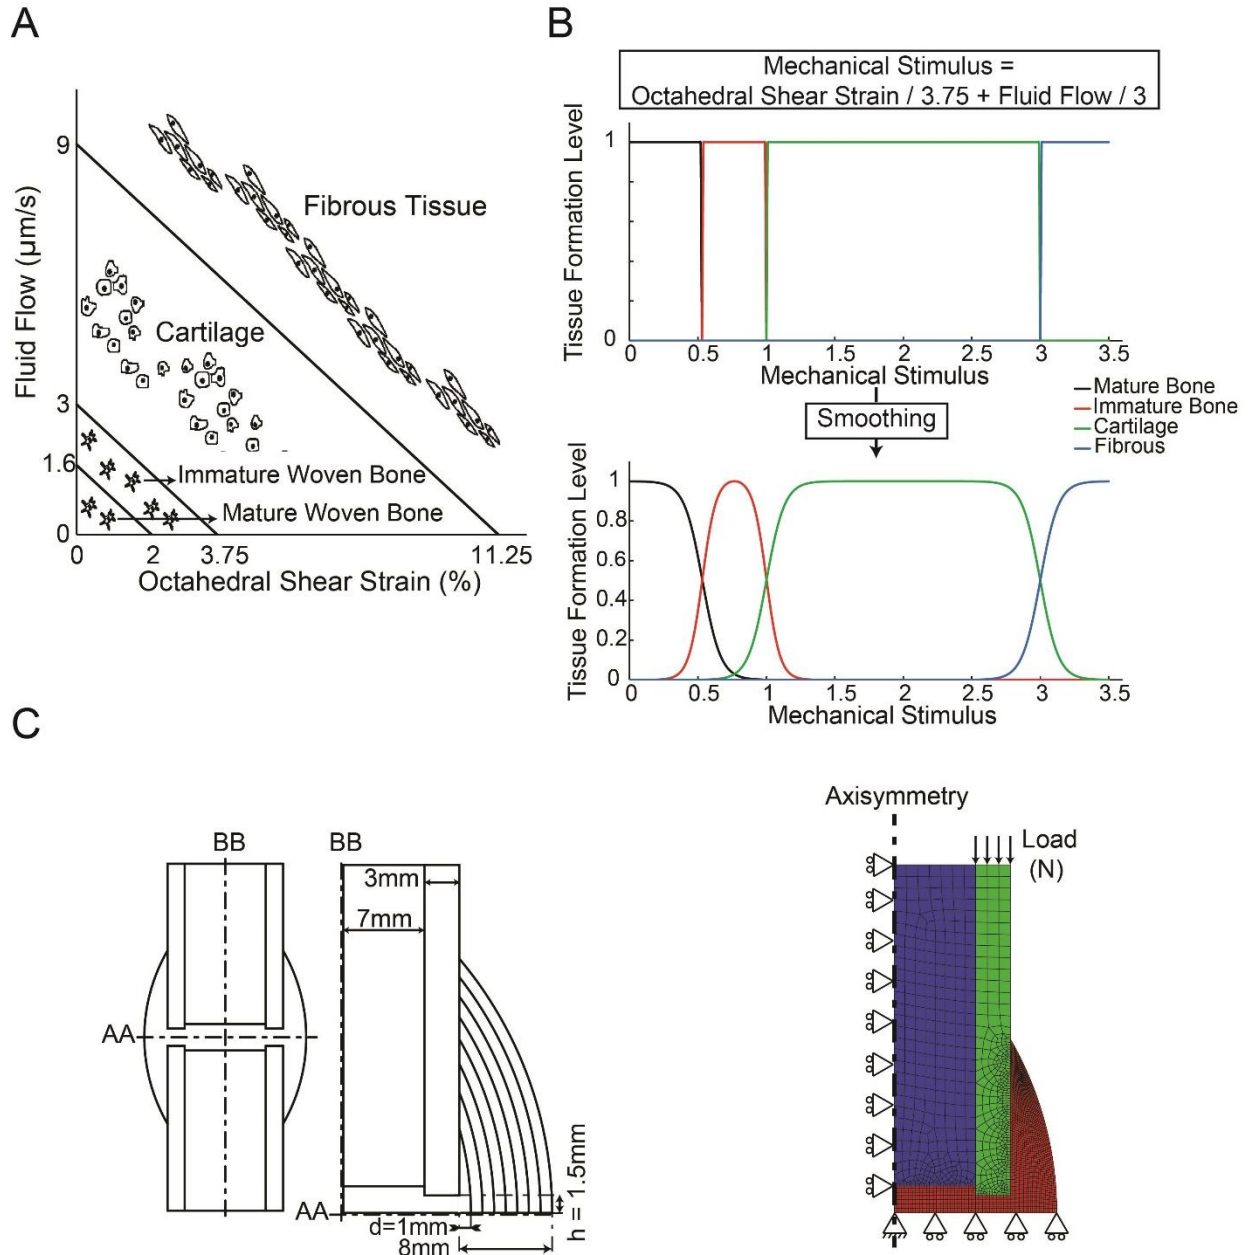 A
Fluid Flow (µm/s)
9
Fibrous Tissue
Cartilage
3
1.6
Immature Woven Bone
Mature Woven Bone
0
0 2 3.75 11.25
Octahedral Shear Strain (%)
B
Mechanical Stimulus =
Octahedral Shear Strain / 3.75 + Fluid Flow / 3
Tissue Formation Level
1
0
0 0.5 1 1.5 2 2.5 3 3.5
Mechanical Stimulus
Smoothing
Mature Bone
Immature Bone
Cartilage
Fibrous
Tissue Formation Level
1
0.8
0.6
0.4
0.2
0
0 0.5 1 1.5 2 2.5 3 3.5
Mechanical Stimulus
C
BB
AA
BB
3mm
7mm
AA
d=1mm
8mm
h = 1.5mm
Axisymmetry
Load
(N)